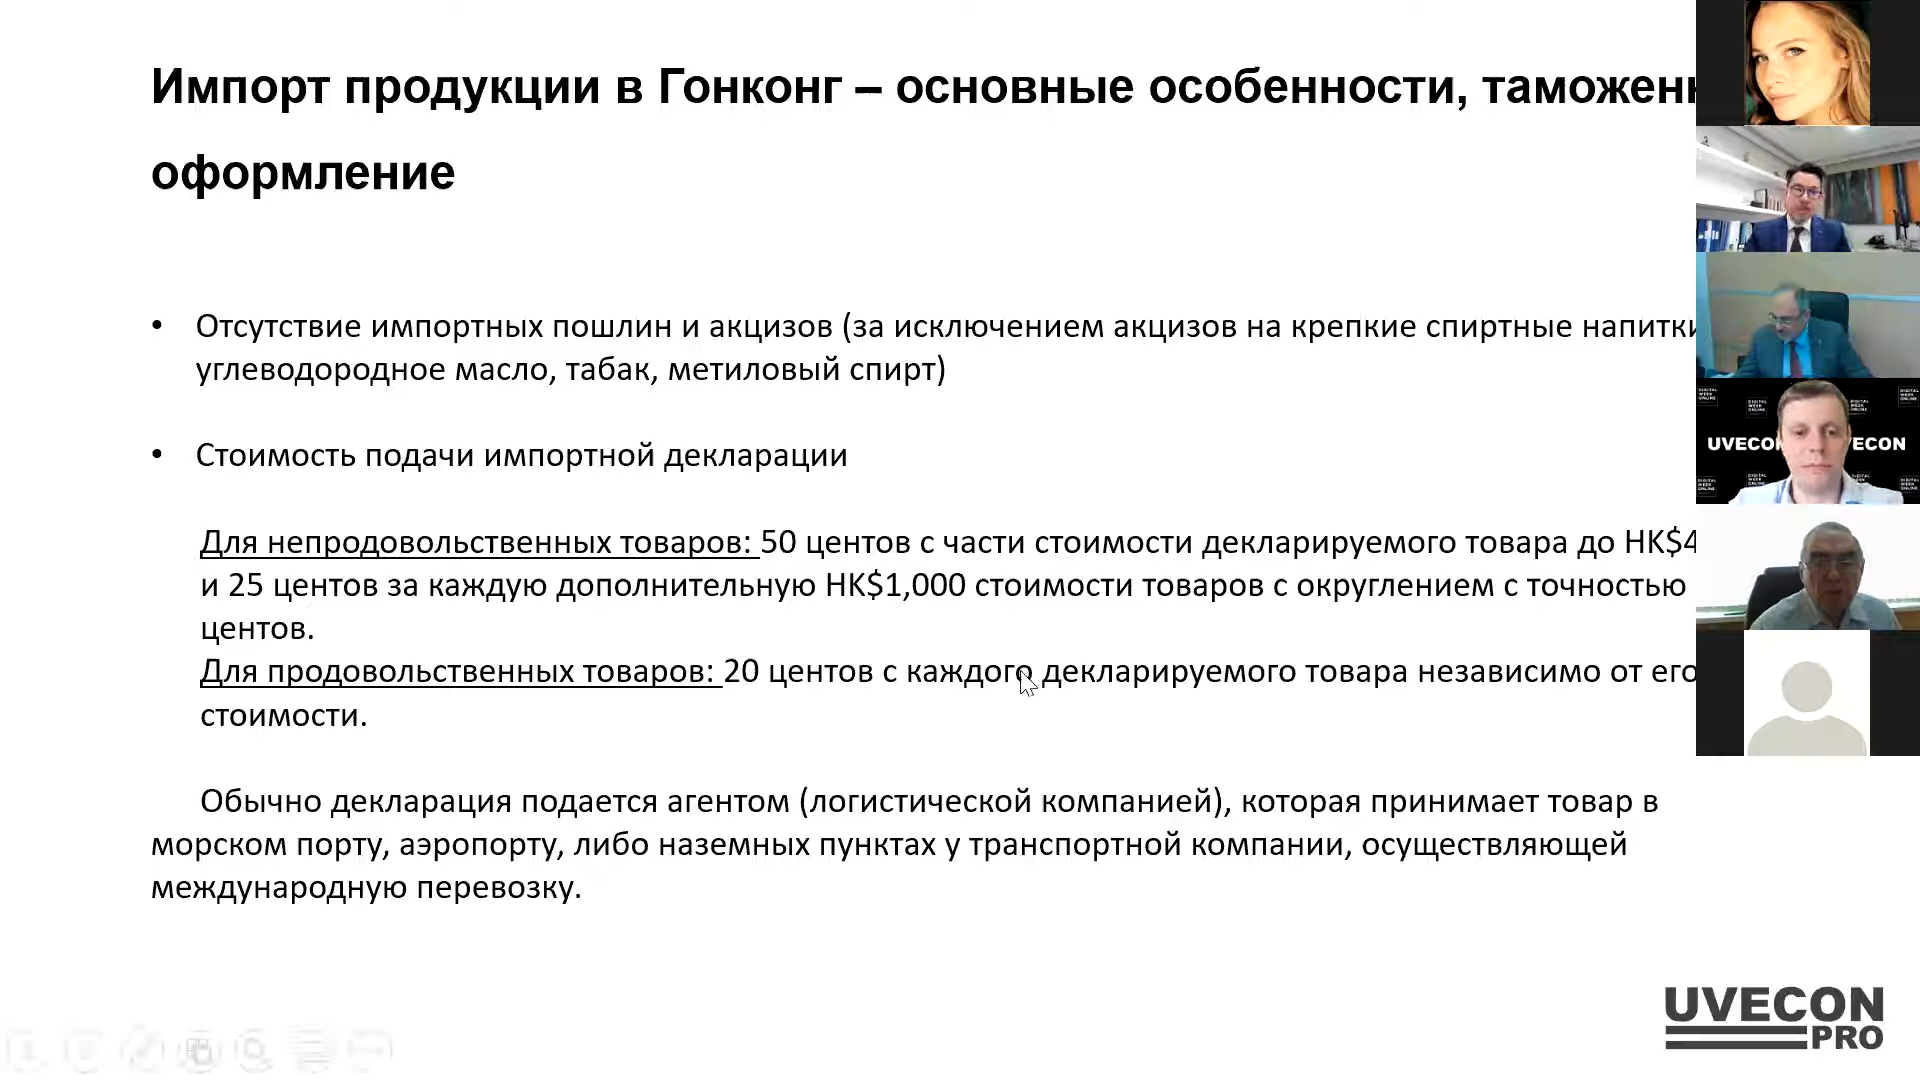 Импорт продукции в Гонконг – основные особенности, таможенн
оформление
• Отсутствие импортных пошлин и акцизов (за исключением акцизов на крепкие спиртные напитки
углеводородное масло, табак, метиловый спирт)
• Стоимость подачи импортной декларации
Для непродовольственных товаров: 50 центов с части стоимости декларируемого товара до HK$4
и 25 центов за каждую дополнительную HK$1,000 стоимости товаров с округлением с точностью
центов.
Для продовольственных товаров: 20 центов с каждого декларируемого товара независимо от его
стоимости.
Обычно декларация подается агентом (логистической компанией), которая принимает товар в
морском порту, аэропорту, либо наземных пунктах у транспортной компании, осуществляющей
международную перевозку.
UVECON
PRO